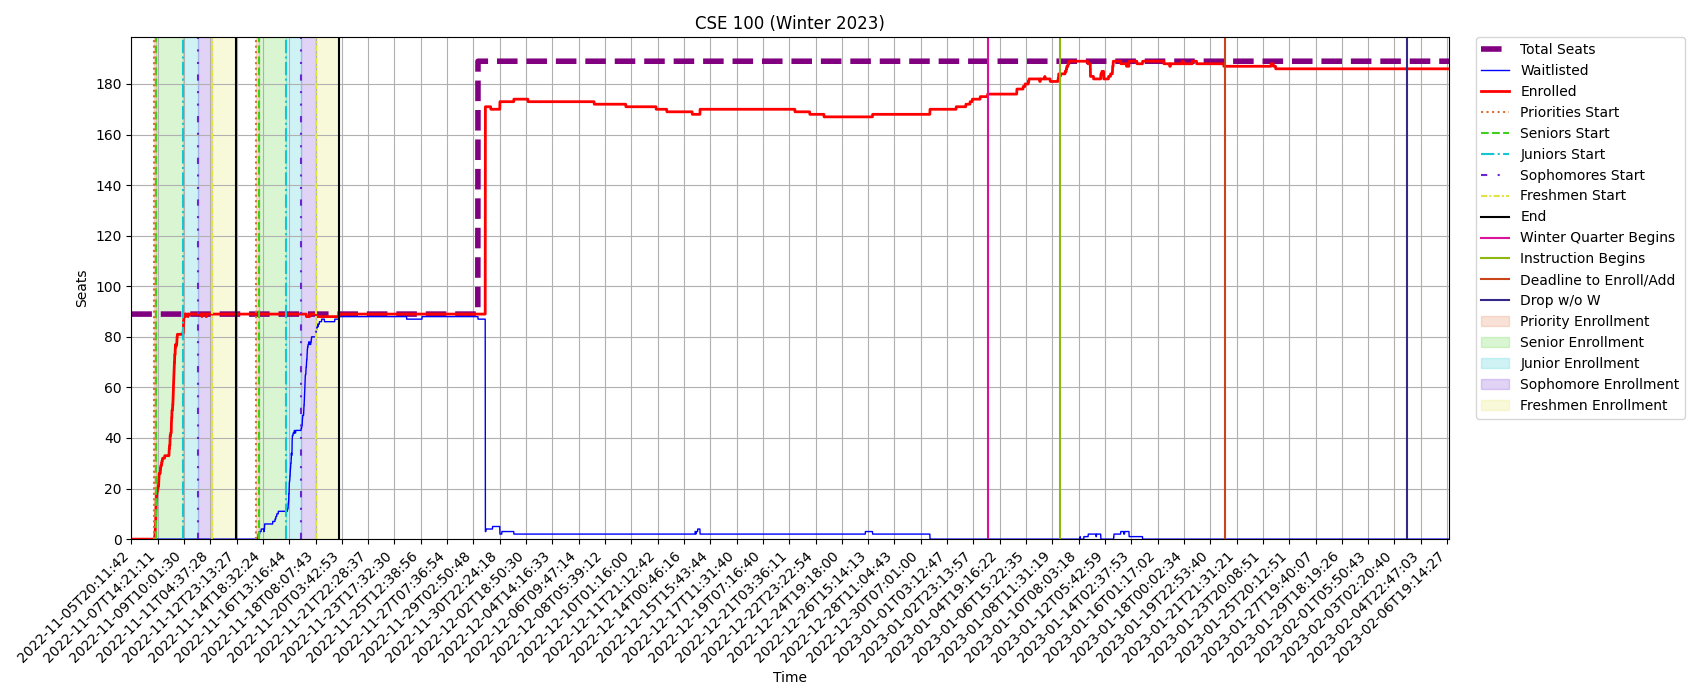 CSE 100 (Winter 2023)
Seats
180
160
140
120
100
80
60
40
20
0
2022-11-05T20:11:42
2022-11-07T14:21:11
2022-11-09T10:01:30
2022-11-11T04:37:28
2022-11-12T23:13:27
2022-11-14T18:32:24
2022-11-16T13:16:44
2022-11-18T08:07:43
2022-11-20T03:42:53
2022-11-21T22:28:37
2022-11-23T17:32:30
2022-11-25T12:38:56
2022-11-27T07:36:54
2022-11-29T02:50:48
2022-11-30T22:24:18
2022-12-02T18:50:30
2022-12-04T14:16:33
2022-12-06T09:47:14
2022-12-08T05:39:12
2022-12-10T01:16:00
2022-12-11T21:12:42
2022-12-14T00:46:16
2022-12-15T15:43:44
2022-12-17T11:31:40
2022-12-19T07:16:40
2022-12-21T03:36:11
2022-12-22T23:22:54
2022-12-24T19:18:00
2022-12-26T15:14:13
2022-12-28T11:04:43
2022-12-30T07:01:00
2023-01-01T03:12:47
2023-01-02T23:13:57
2023-01-04T19:16:22
2023-01-06T15:22:35
2023-01-08T11:31:19
2023-01-10T08:03:18
2023-01-12T05:42:59
2023-01-14T02:37:53
2023-01-16T01:17:02
2023-01-18T00:02:34
2023-01-19T22:53:40
2023-01-21T21:31:21
2023-01-23T20:08:51
2023-01-25T20:12:51
2023-01-27T19:40:07
2023-01-29T18:19:26
2023-02-01T05:50:43
2023-02-03T02:20:40
2023-02-04T22:47:03
2023-02-06T19:14:27
Time
Total Seats
Waitlisted
Enrolled
Priorities Start
Seniors Start
Juniors Start
Sophomores Start
Freshmen Start
End
Winter Quarter Begins
Instruction Begins
Deadline to Enroll/Add
Drop w/o W
Priority Enrollment
Senior Enrollment
Junior Enrollment
Sophomore Enrollment
Freshmen Enrollment